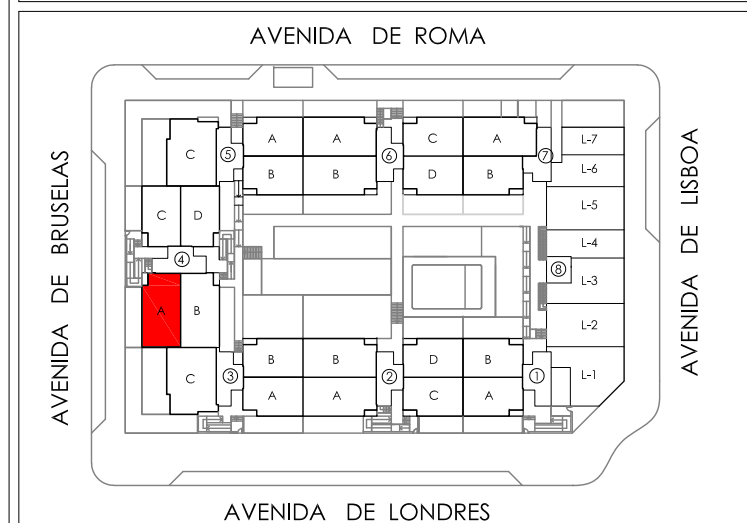 AVENIDA DE ROMA
AVENIDA DE BRUSELAS
AVENIDA DE LISBOA
A A C A L-7
C ⑤ ⑥ ⑦
B B D B L-6
C D L-5
L-4
④ ⑧ L-3
A B L-2
B B D B L-1
C ③ ② ①
A A C A
AVENIDA DE LONDRES